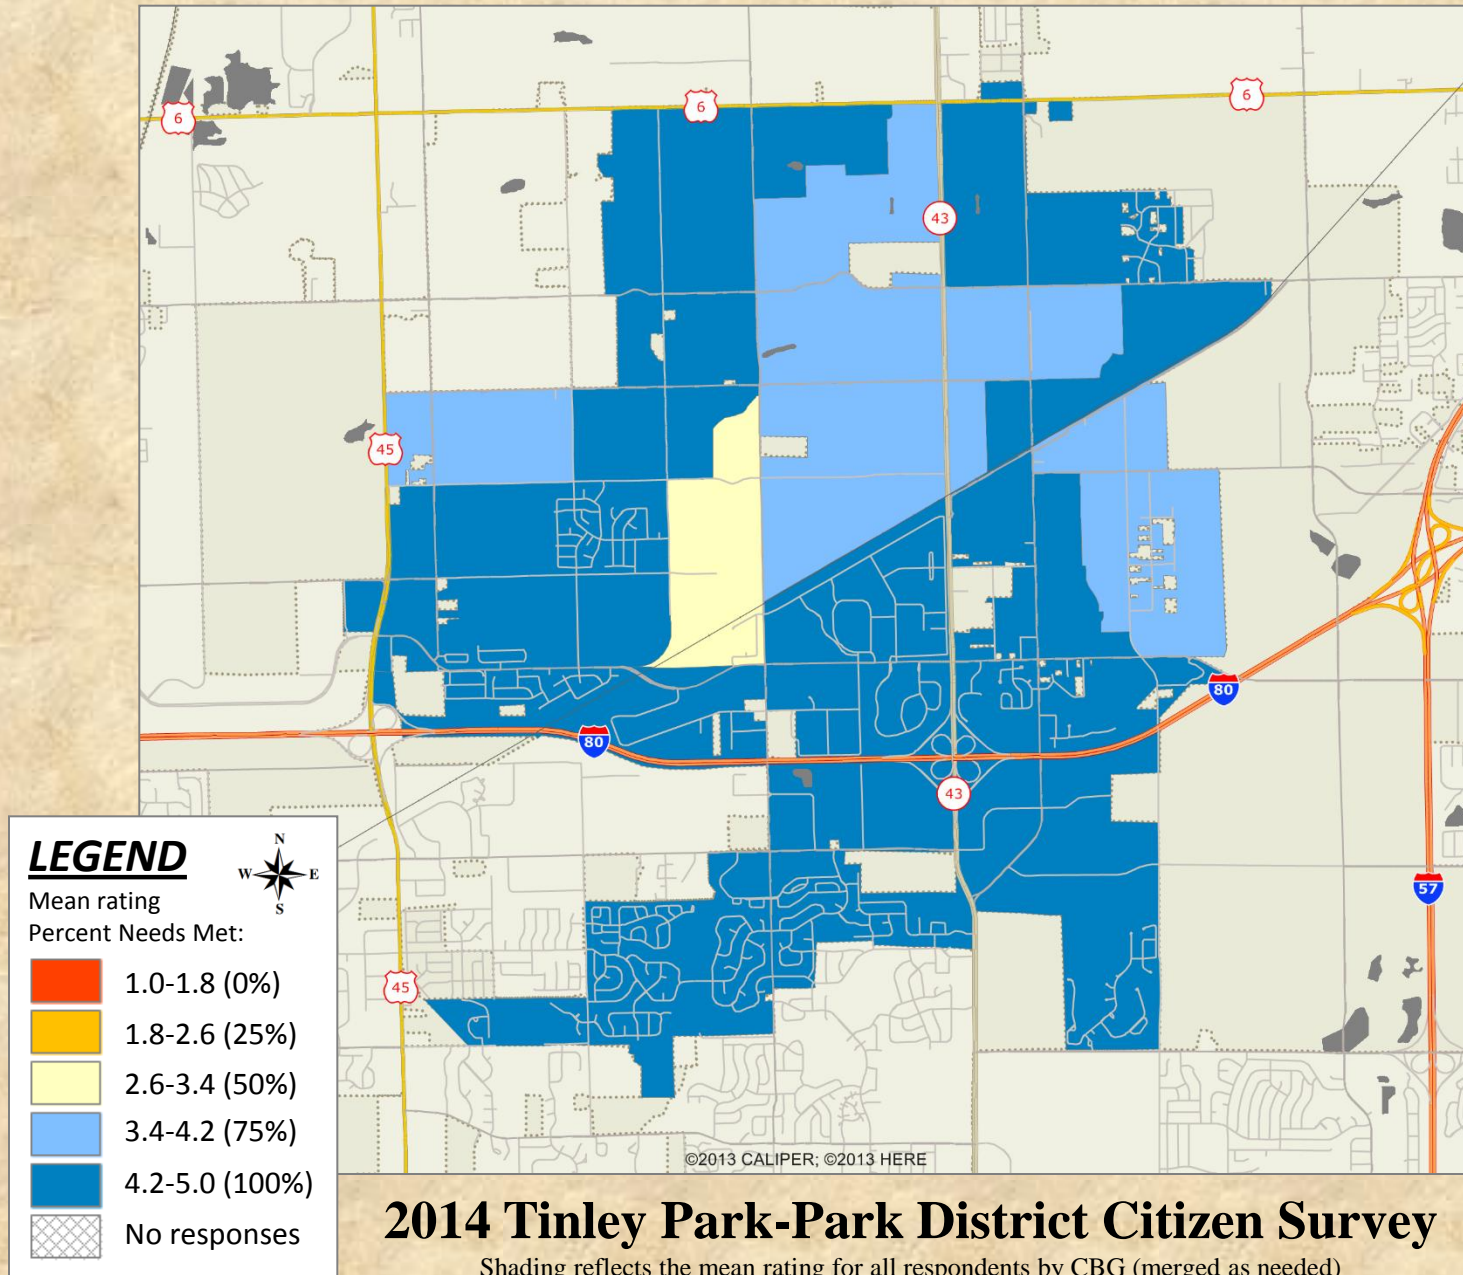 6
6
6
43
45
80
80
43
57
45
LEGEND
N
W E
S
Mean rating
Percent Needs Met:
1.0-1.8 (0%)
1.8-2.6 (25%)
2.6-3.4 (50%)
3.4-4.2 (75%)
4.2-5.0 (100%)
No responses
©2013 CALIPER; ©2013 HERE
2014 Tinley Park-Park District Citizen Survey
Shading reflects the mean rating for all respondents by CBG (merged as needed)